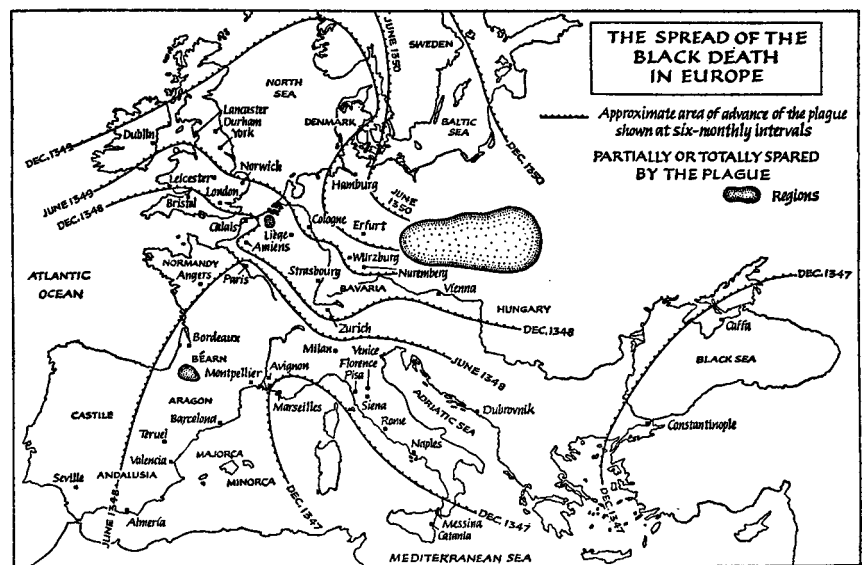 THE SPREAD OF THE
BLACK DEATH
IN EUROPE
Approximate area of advance of the plague
shown at six-monthly intervals
PARTIALLY OR TOTALLY SPARED
BY THE PLAGUE
Regions
JUNE 1350
SWEDEN
NORTH
SEA
DENMARK
BALTIC
SEA
DEC. 1350
Lancaster
Durham
York
Dublin
DEC. 1349
JUNE 1349
DEC. 1348
Norwick
Leicester
London
Bristol
Hamburg
JUNE
1350
Calais
Cologne
Liège
Amiens
Erfurt
Würzburg
Nuremberg
NORMANDY
Angers
Paris
Strasbourg
BAVARIA
Vienna
ATLANTIC
OCEAN
HUNGARY
DEC. 1348
DEC. 1347
Zurich
Caffa
Bordeaux
BÉARN
Milan
Venice
Florence
Pisa
JUNE 1348
BLACK SEA
Montpellier
Avignon
Marseilles
Siena
ADRIATIC SEA
Dubrovnik
CASTILE
ARAGON
Barcelona
Rome
Constantinople
Teruel
Naples
Valencia
MAJORCA
MINORCA
Seville
ANDALUSIA
DEC. 1347
DEC. 1347
DEC. 1347
JUNE 1348
Almería
Messina
Catania
MEDITERRANEAN SEA